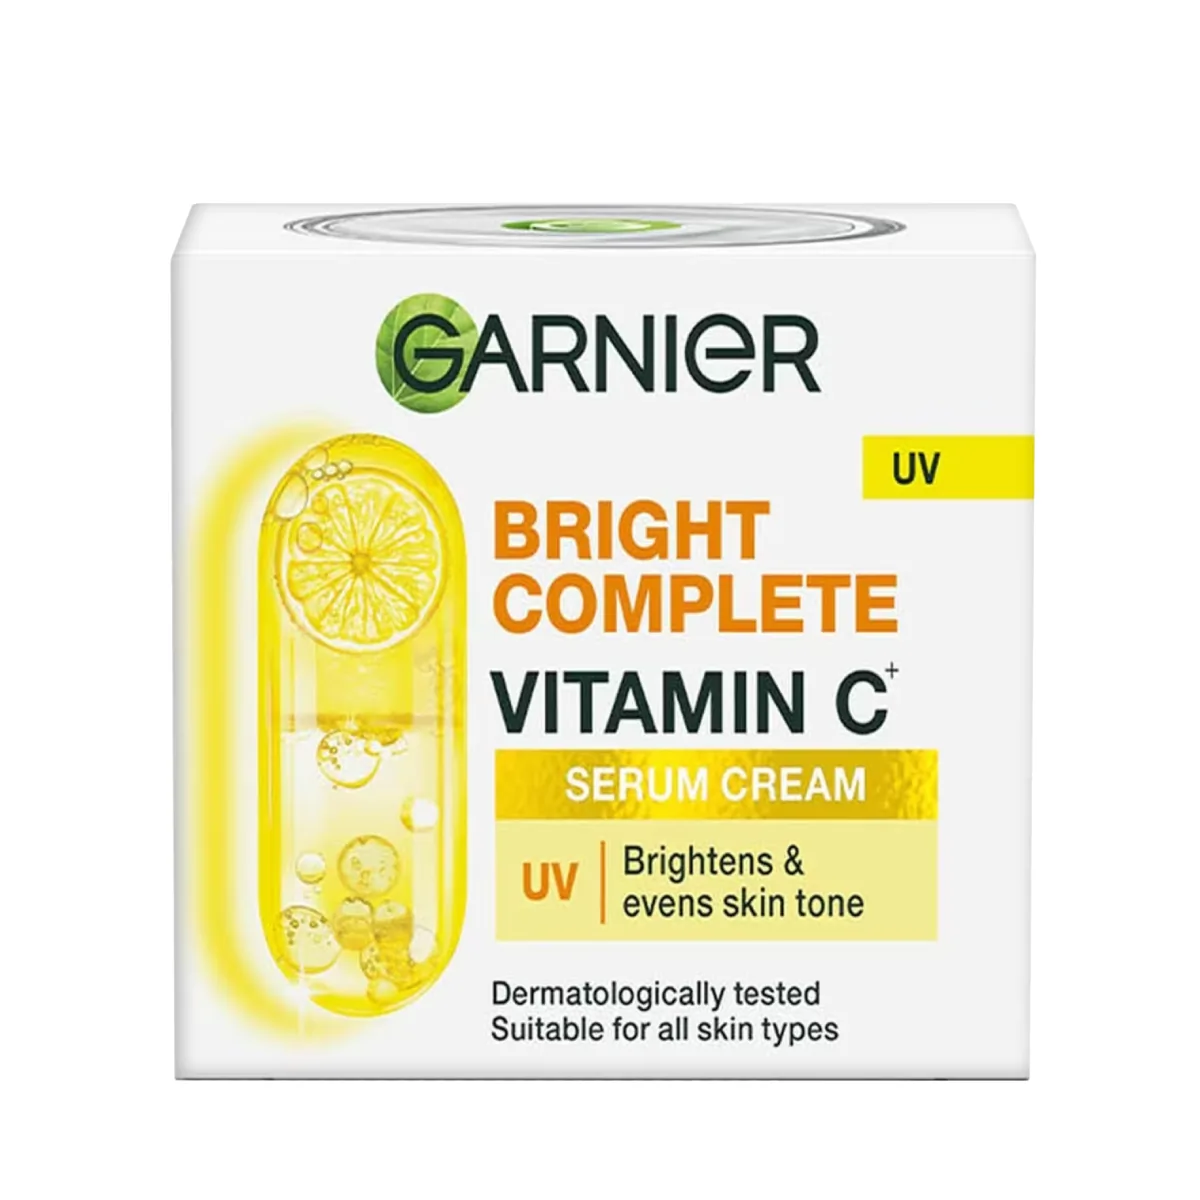 GARNIER
UV
BRIGHT
COMPLETE
VITAMIN C+
SERUM CREAM
UV
Brightens &
evens skin tone
Dermatologically tested
Suitable for all skin types